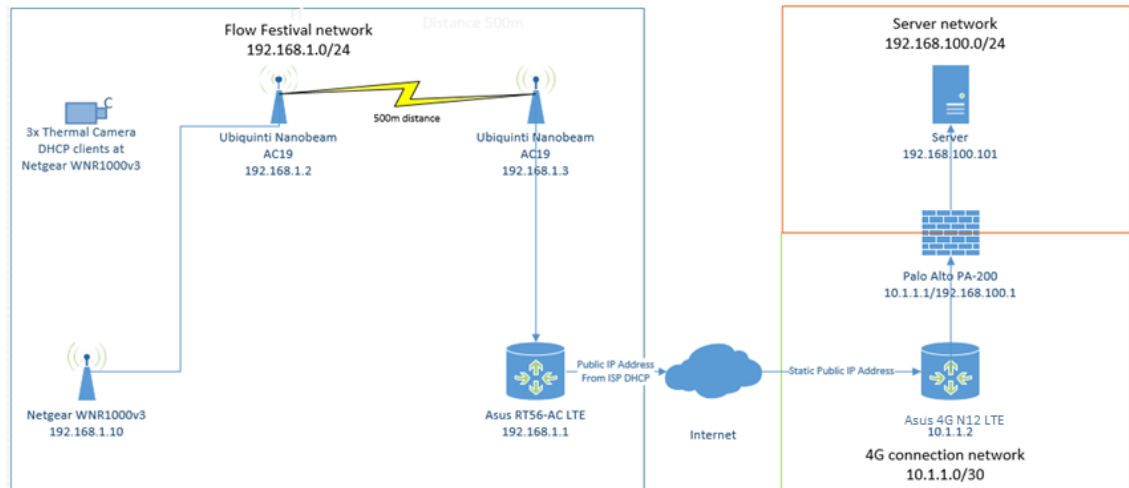 Distance 500m
Flow Festival network
192.168.1.0/24
C
3x Thermal Camera
DHCP clients at
Netgear WNR1000v3
500m distance
Ubiquinti Nanobeam
AC19
192.168.1.2
Ubiquinti Nanobeam
AC19
192.168.1.3
Netgear WNR1000v3
192.168.1.10
Asus RT56-AC LTE
192.168.1.1
Public IP Address
From ISP DHCP
Internet
Static Public IP Address
Server network
192.168.100.0/24
Server
192.168.100.101
Palo Alto PA-200
10.1.1.1/192.168.100.1
Asus 4G N12 LTE
10.1.1.2
4G connection network
10.1.1.0/30